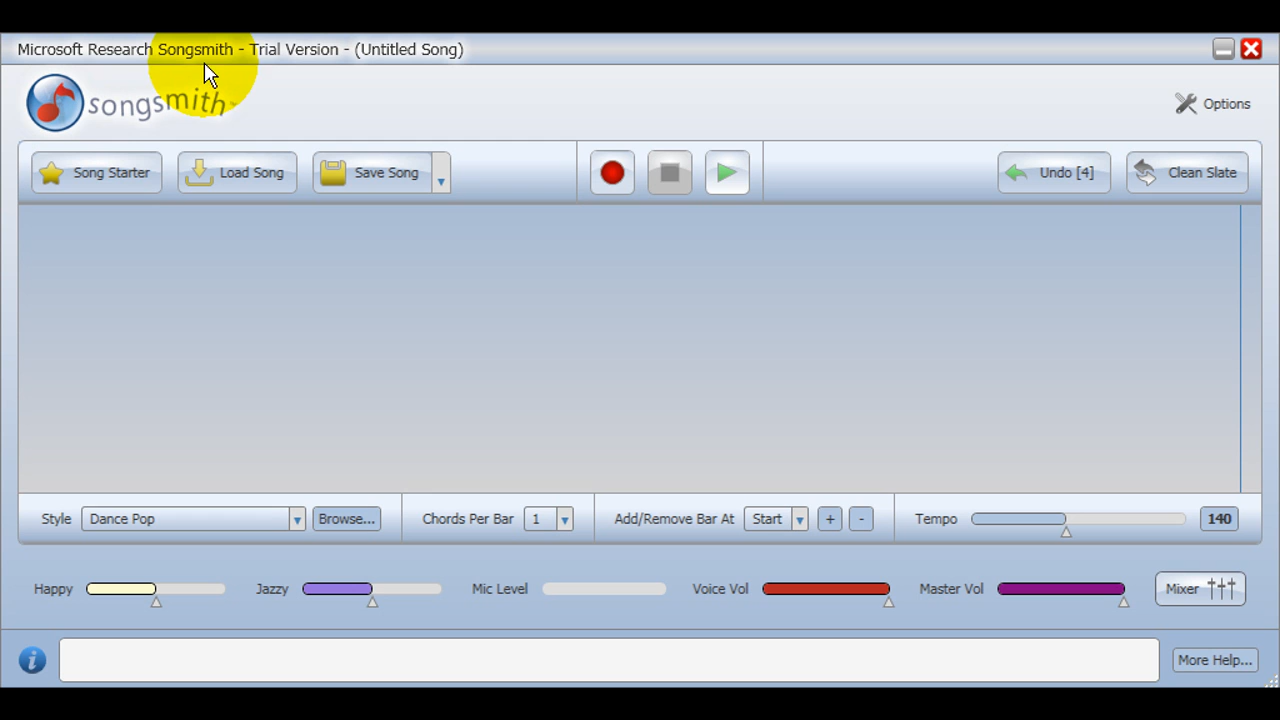 Microsoft Research Songsmith - Trial Version - (Untitled Song)
songsmith
Options
Song Starter
Load Song
Save Song
Undo [4]
Clean Slate
Style
Dance Pop
Browse...
Chords Per Bar
1
Add/Remove Bar At
Start
+
-
Tempo
140
Happy
Jazzy
Mic Level
Voice Vol
Master Vol
Mixer
More Help...